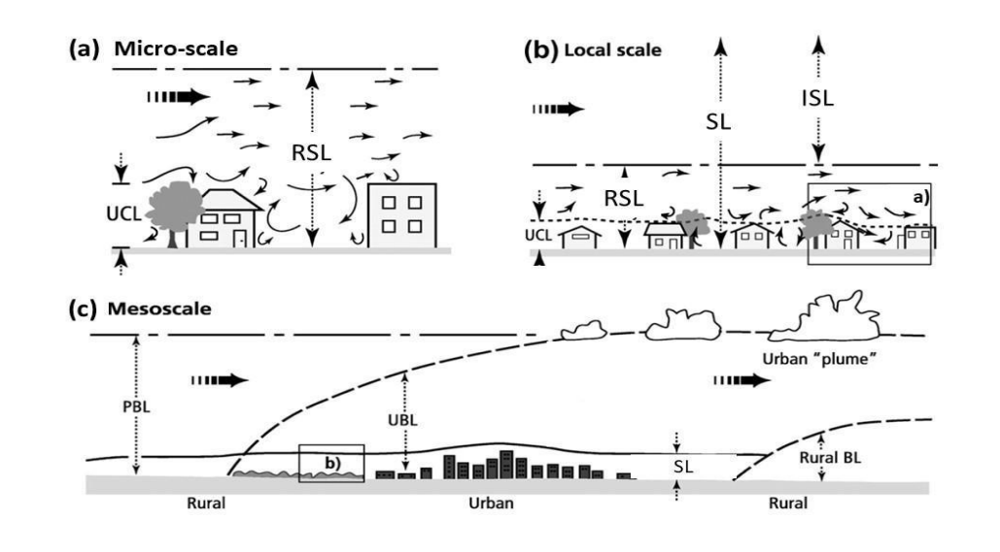 (a) Micro-scale
RSL
UCL
(b) Local scale
ISL
SL
RSL
a)
UCL
(c) Mesoscale
Urban “plume”
PBL
UBL
Rural BL
b)
SL
Rural
Urban
Rural